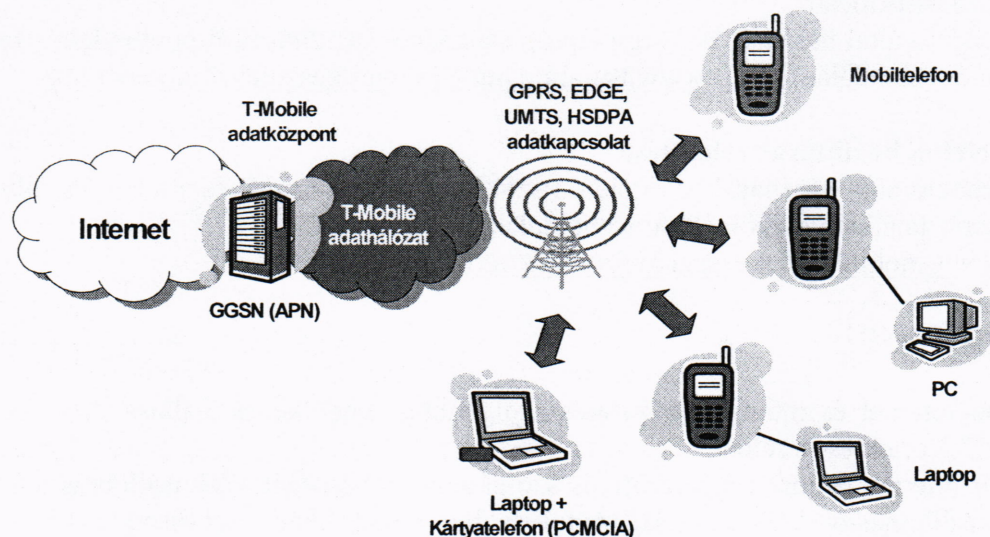 Mobiltelefon
GPRS, EDGE,
UMTS, HSDPA
adatkapcsolat
T-Mobile
adatközpont
Internet
T-Mobile
adathálózat
GGSN (APN)
PC
Laptop
Laptop +
Kártyatelefon (PCMCIA)